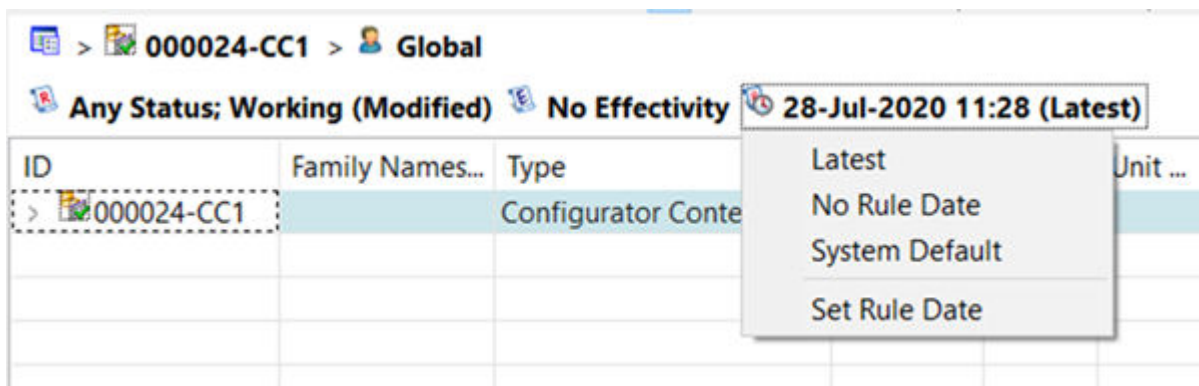 > 000024-CC1 > Global
Any Status; Working (Modified) No Effectivity 28-Jul-2020 11:28 (Latest)
ID Family Names... Type Unit ...
> 000024-CC1 Configurator Conte
Latest
No Rule Date
System Default
Set Rule Date